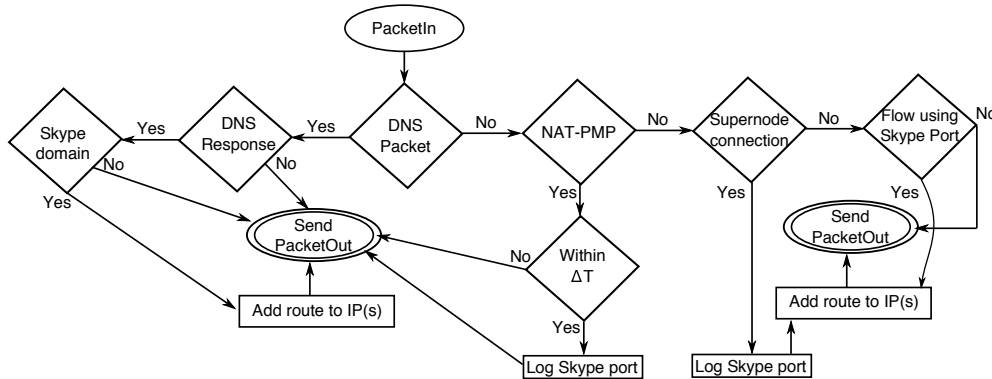 PacketIn
Skype
domain
Yes
DNS
Response
Yes
DNS
Packet
No
NAT-PMP
No
Supernode
connection
No
Flow using
Skype Port
No
No
No
Yes
Yes
Yes
Yes
Send
PacketOut
No
Within
ΔT
Send
PacketOut
Add route to IP(s)
Add route to IP(s)
Yes
Log Skype port
Log Skype port